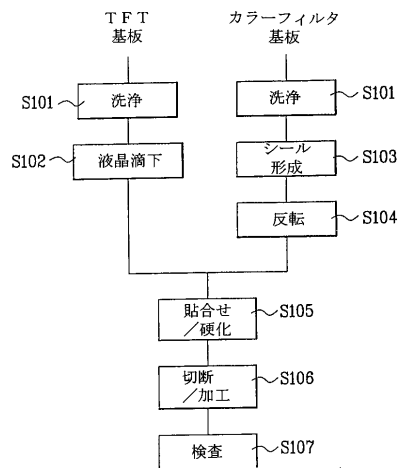 TFT
基板
カラーフィルタ
基板
S101
洗浄
洗浄
S101
S102
液晶滴下
シール
形成
S103
反転
S104
貼合せ
/硬化
S105
切断
/加工
S106
検査
S107